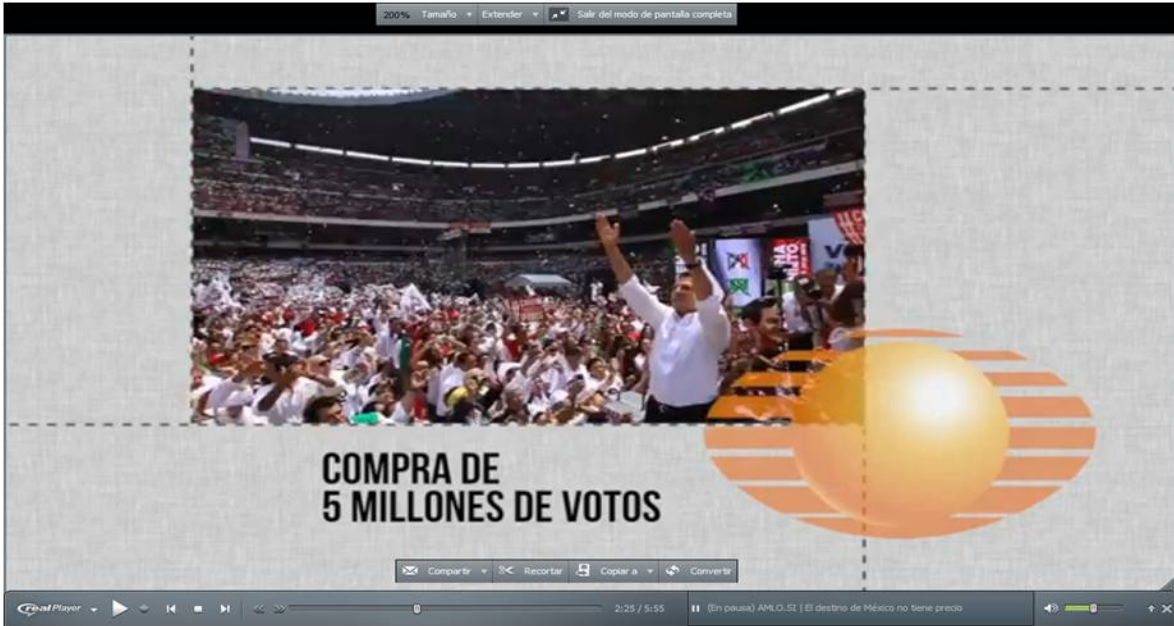 200% Tamaño Extender Salir del modo de pantalla completa
COMPRA DE
5 MILLONES DE VOTOS
Compartir Recortar Copiar a Convertir
RealPlayer 2:25 / 5:55 (En pausa) AMLO.SI | El destino de México no tiene precio